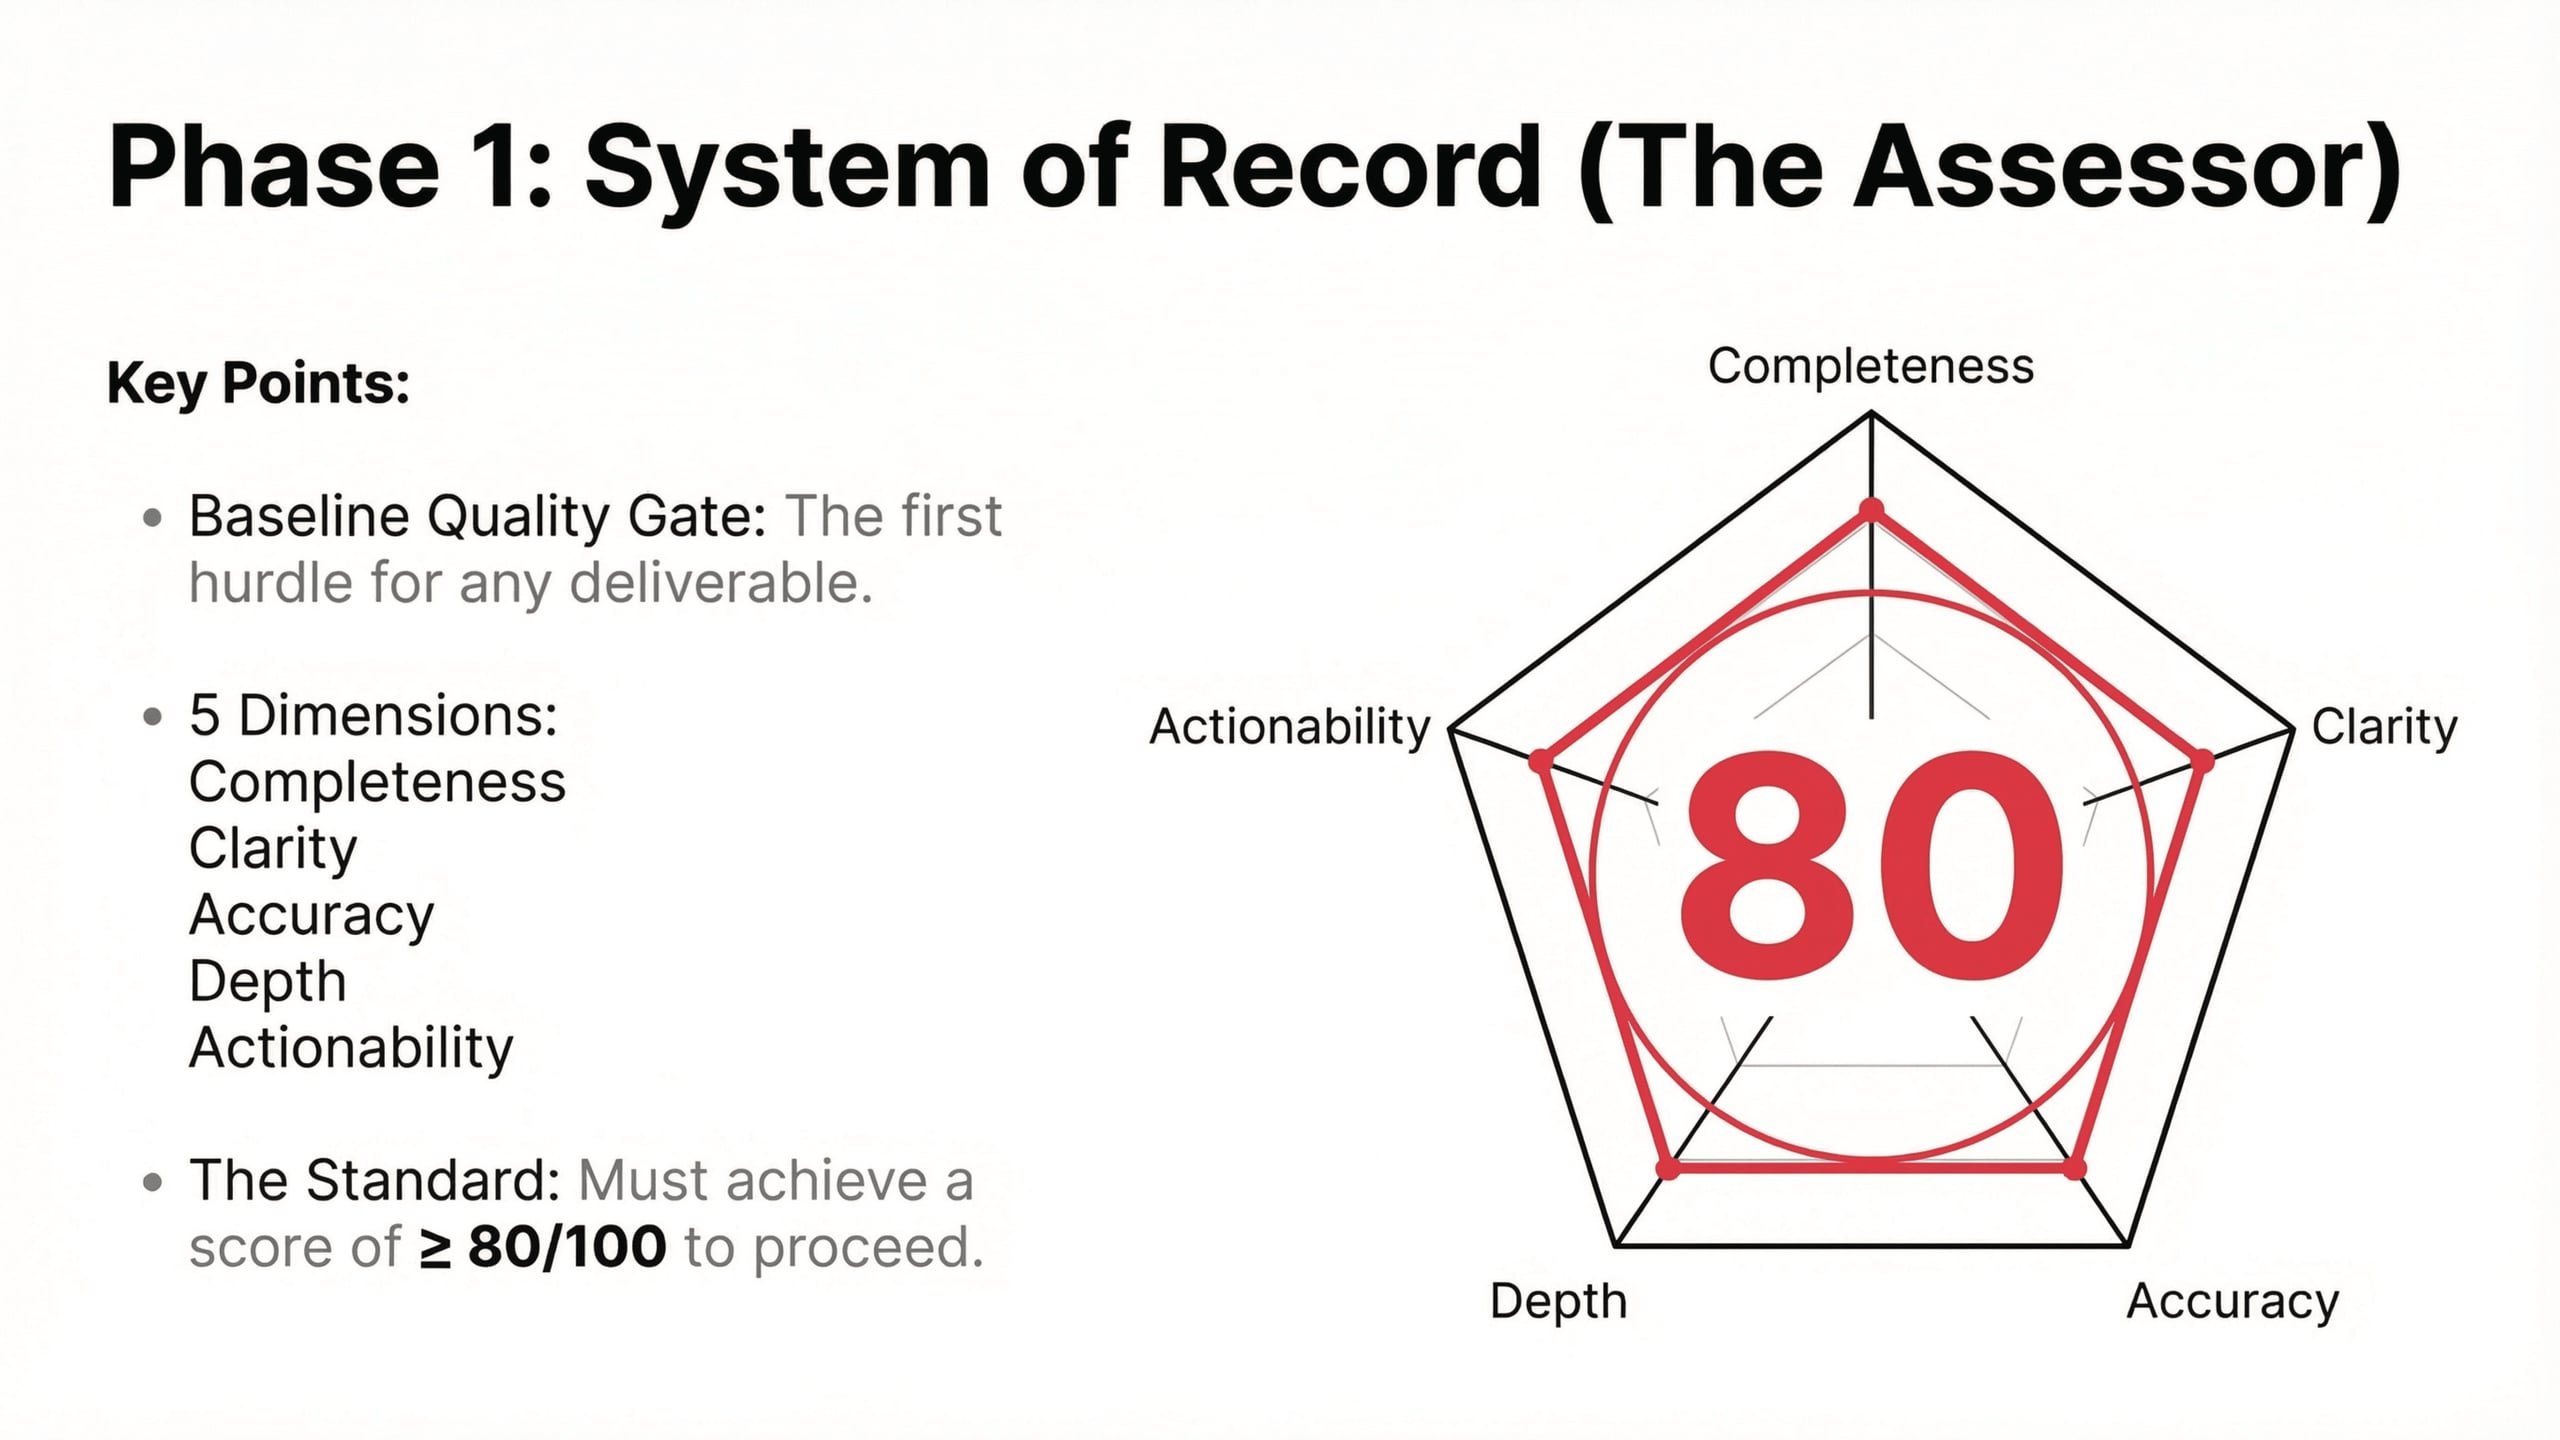 Phase 1: System of Record (The Assessor)
Key Points:
• Baseline Quality Gate: The first
hurdle for any deliverable.
• 5 Dimensions:
Completeness
Clarity
Accuracy
Depth
Actionability
• The Standard: Must achieve a
score of ≥ 80/100 to proceed.
Completeness
Actionability
Clarity
80
Depth
Accuracy